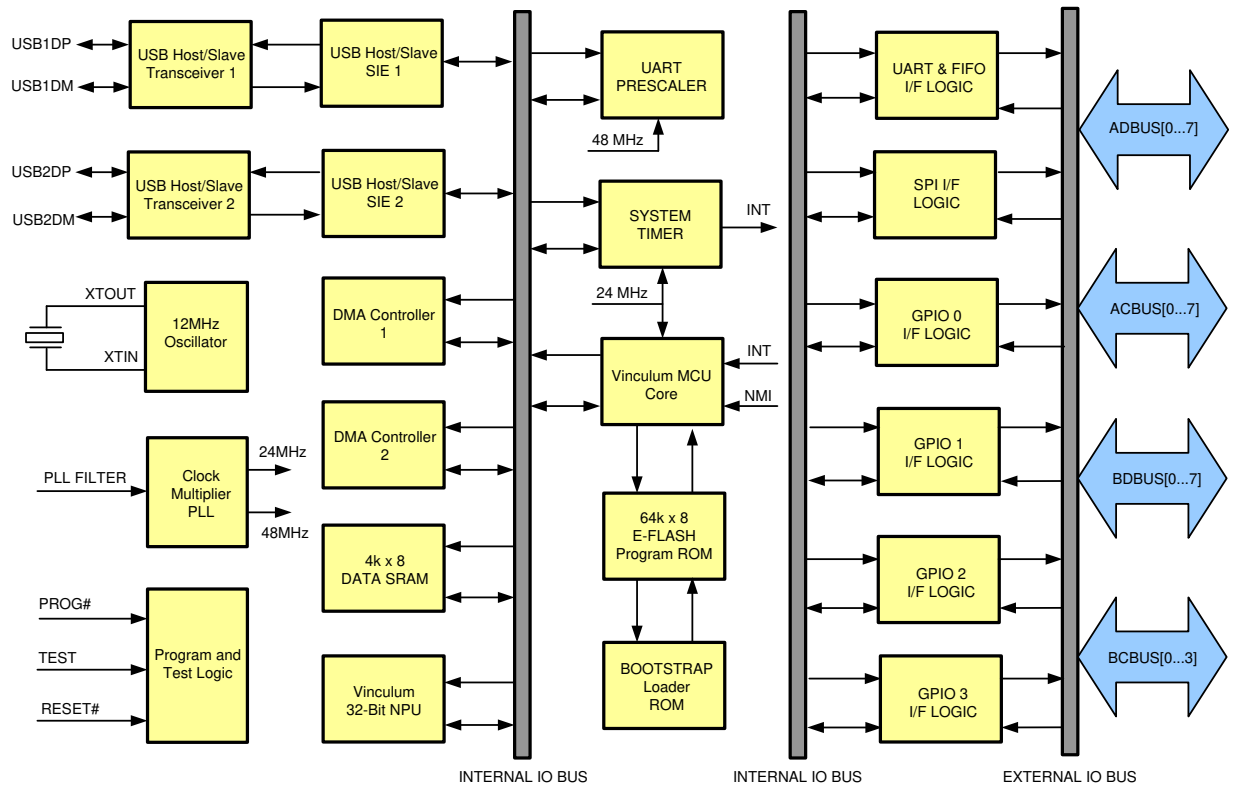 USB1DP
USB1DM
USB Host/Slave
Transceiver 1
USB Host/Slave
SIE 1
USB2DP
USB2DM
USB Host/Slave
Transceiver 2
USB Host/Slave
SIE 2
XTOUT
XTIN
12MHz
Oscillator
PLL FILTER
Clock
Multiplier
PLL
24MHz
48MHz
PROG#
TEST
RESET#
Program and
Test Logic
DMA Controller
1
DMA Controller
2
4k x 8
DATA SRAM
Vinculum
32-Bit NPU
INTERNAL IO BUS
UART
PRESCALER
48 MHz
SYSTEM
TIMER
INT
24 MHz
Vinculum MCU
Core
INT
NMI
64k x 8
E-FLASH
Program ROM
BOOTSTRAP
Loader
ROM
INTERNAL IO BUS
UART & FIFO
I/F LOGIC
SPI I/F
LOGIC
GPIO 0
I/F LOGIC
GPIO 1
I/F LOGIC
GPIO 2
I/F LOGIC
GPIO 3
I/F LOGIC
EXTERNAL IO BUS
ADBUS[0...7]
ACBUS[0...7]
BDBUS[0...7]
BCBUS[0...3]